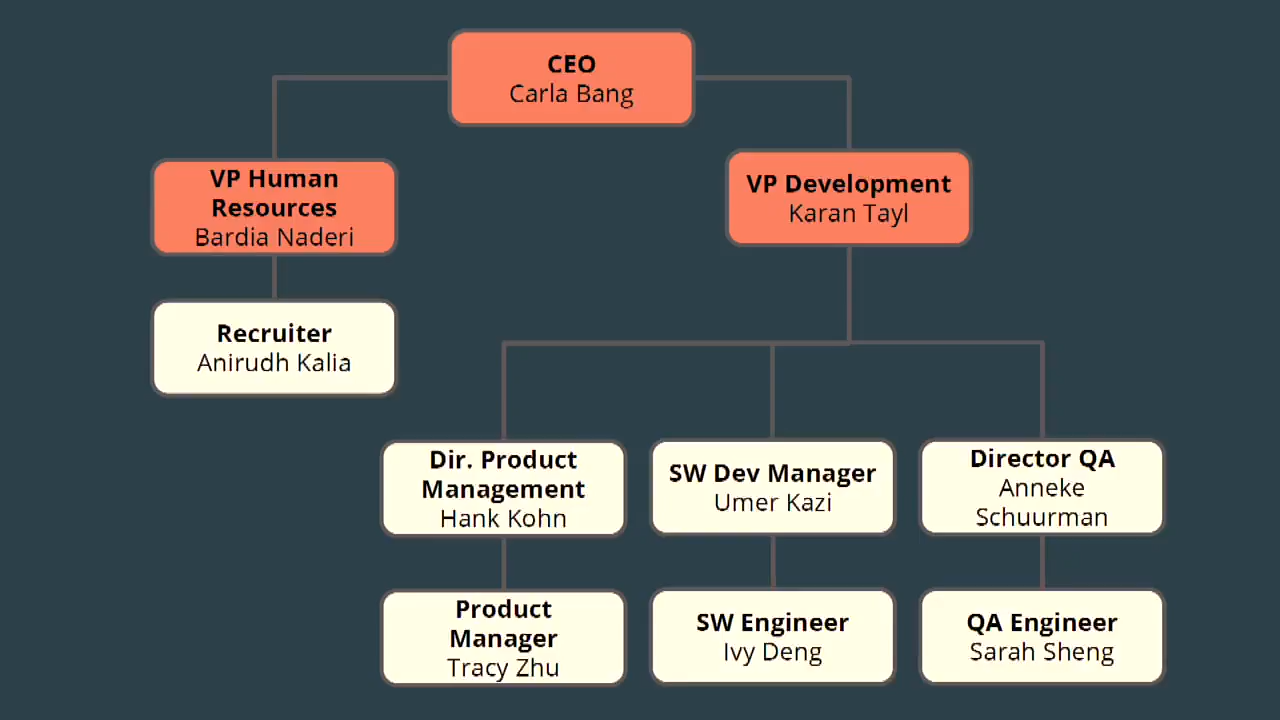 CEO
Carla Bang
VP Human
Resources
Bardia Naderi
VP Development
Karan Tayl
Recruiter
Anirudh Kalia
Dir. Product
Management
Hank Kohn
SW Dev Manager
Umer Kazi
Director QA
Anneke
Schuurman
Product
Manager
Tracy Zhu
SW Engineer
Ivy Deng
QA Engineer
Sarah Sheng